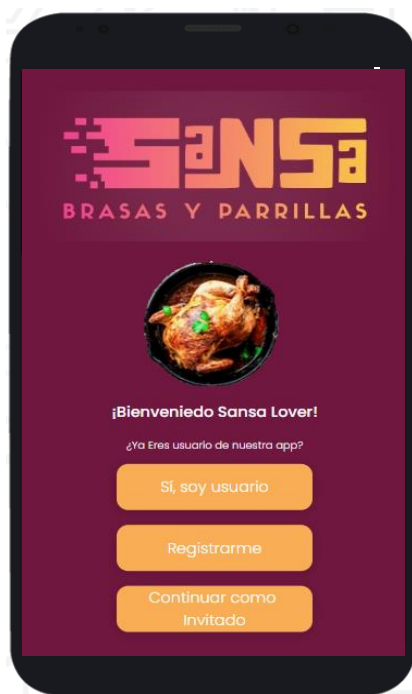 SaNSa
BRASAS Y PARRILLAS
¡Bienveniedo Sansa Lover!
¿Ya Eres usuario de nuestra app?
Sí, soy usuario
Registrarme
Continuar como
Invitado